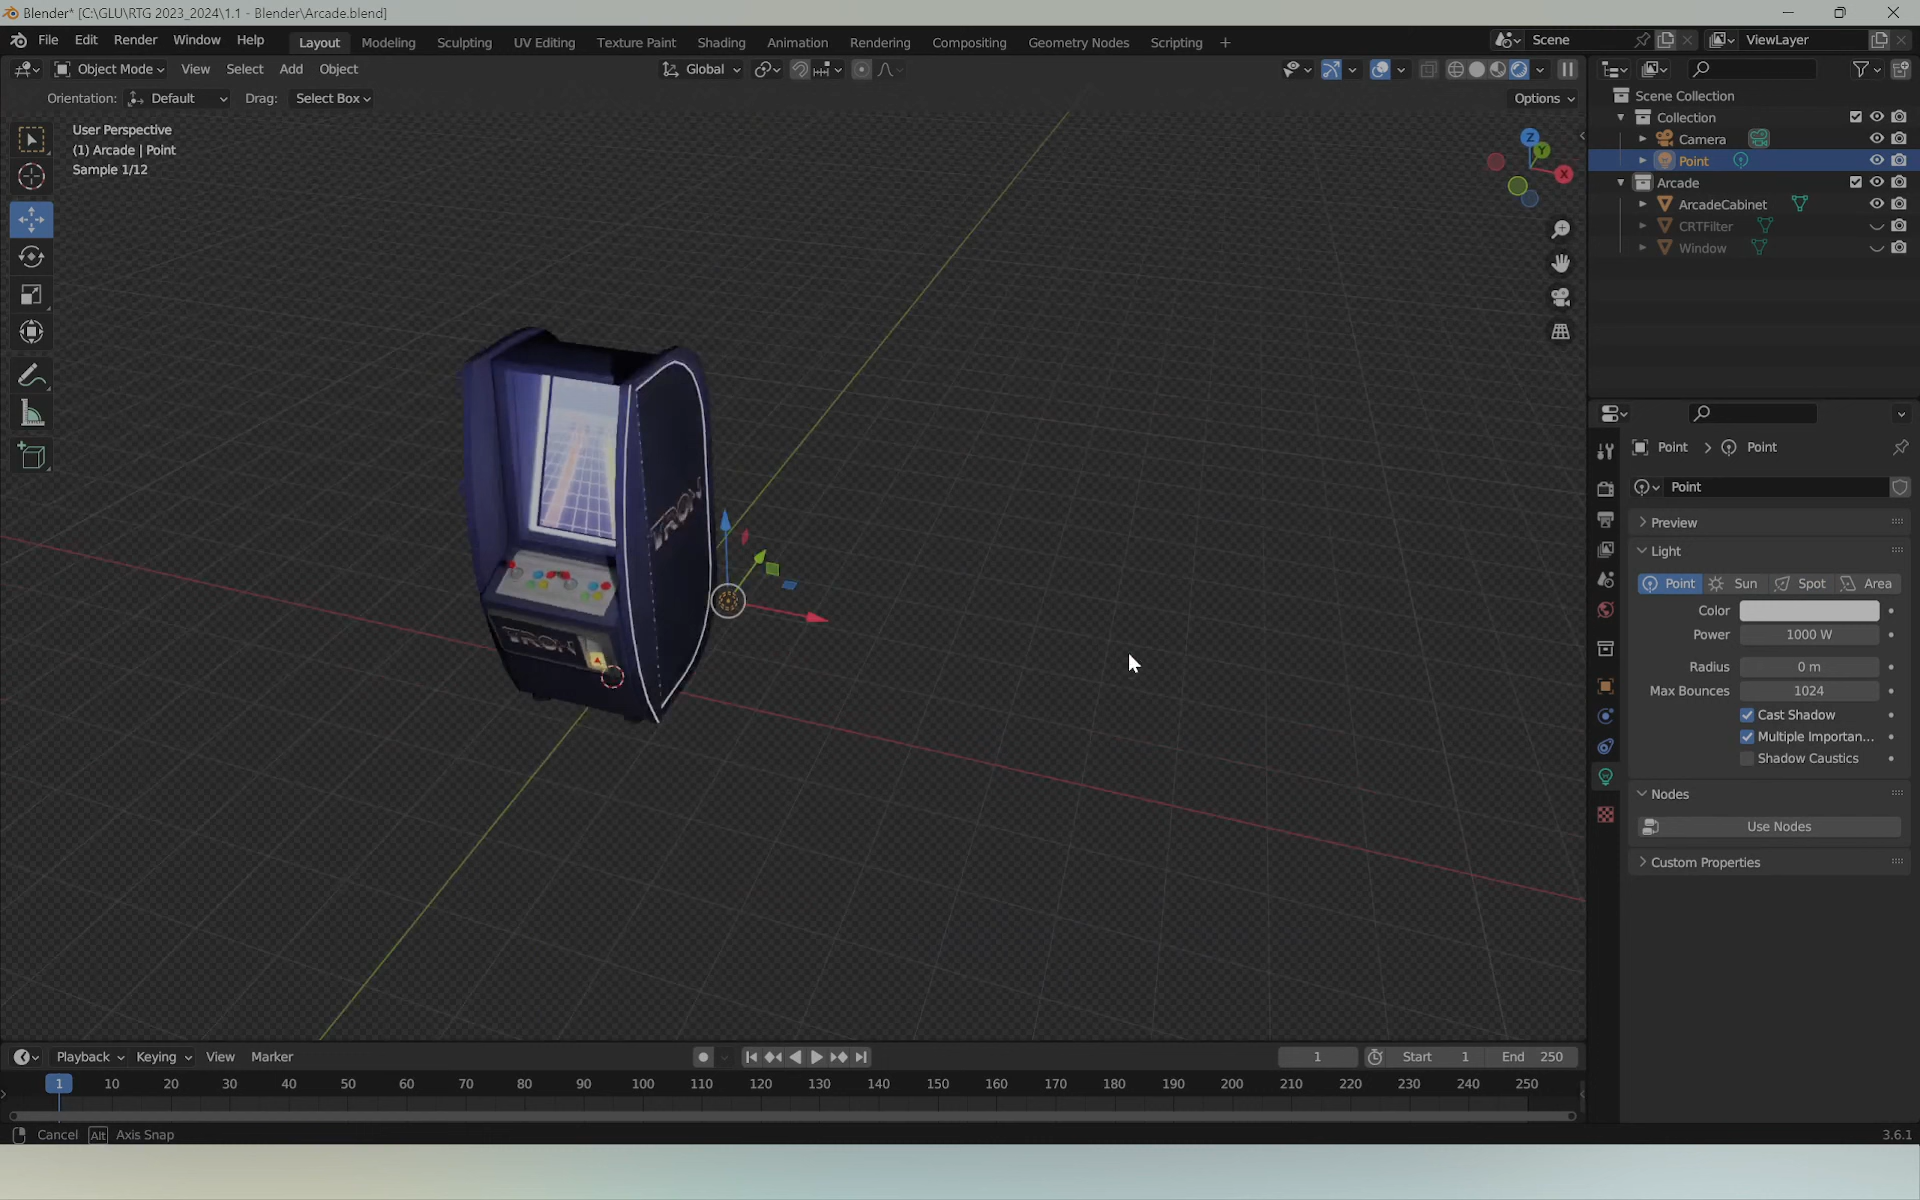 Blender* [C:\GLU\RTG 2023_2024\1.1 - Blender\Arcade.blend]
File Edit Render Window Help
Layout Modeling Sculpting UV Editing Texture Paint Shading Animation Rendering Compositing Geometry Nodes Scripting +
Scene
ViewLayer
Object Mode View Select Add Object
Global
Orientation: Default Drag: Select Box
Options
User Perspective
(1) Arcade | Point
Sample 1/12
Z
Y
X
Scene Collection
Collection
Camera
Point
Arcade
ArcadeCabinet
CRTFilter
Window
TRON
TRON
Point > Point
Point
Preview
Light
Point Sun Spot Area
Color
Power 1000 W
Radius 0 m
Max Bounces 1024
Cast Shadow
Multiple Importan...
Shadow Caustics
Nodes
Use Nodes
Custom Properties
Playback Keying View Marker
1
Start 1 End 250
1 10 20 30 40 50 60 70 80 90 100 110 120 130 140 150 160 170 180 190 200 210 220 230 240 250
Cancel Alt Axis Snap
3.6.1